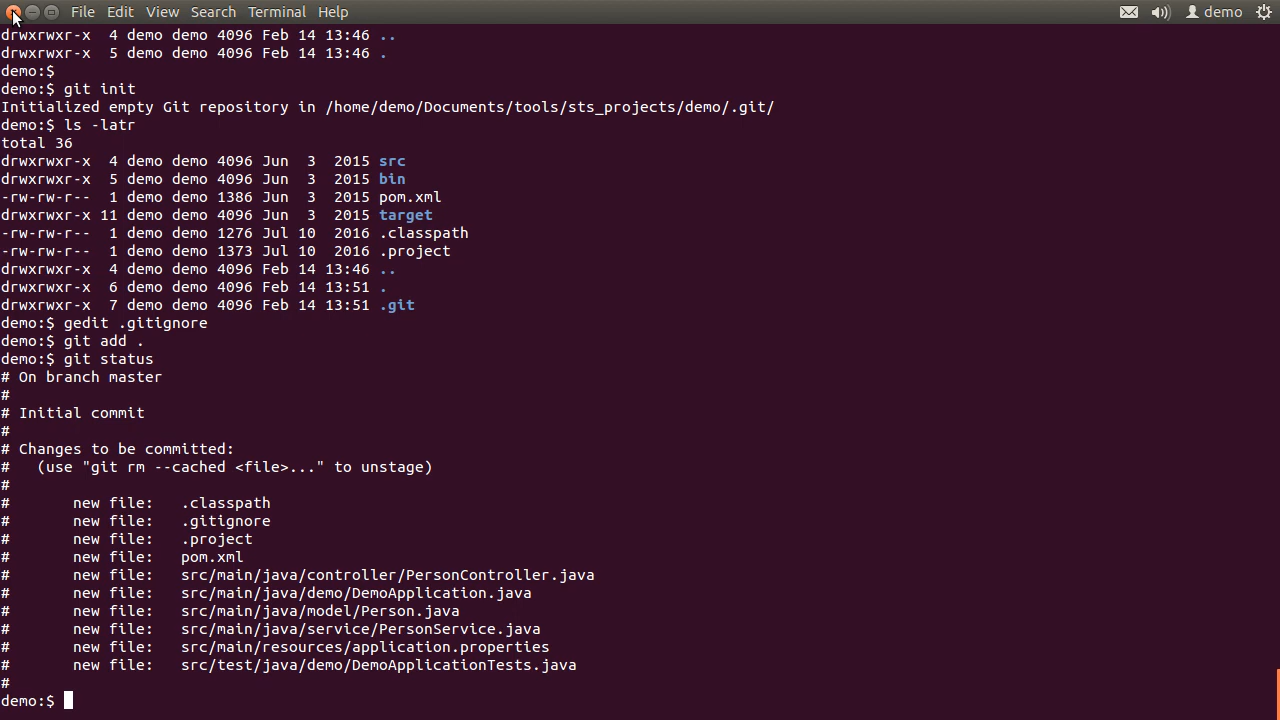 File Edit View Search Terminal Help demo
drwxrwxr-x  4 demo demo 4096 Feb 14 13:46 ..
drwxrwxr-x  5 demo demo 4096 Feb 14 13:46 .
demo:$
demo:$ git init
Initialized empty Git repository in /home/demo/Documents/tools/sts_projects/demo/.git/
demo:$ ls -latr
total 36
drwxrwxr-x  4 demo demo 4096 Jun  3  2015 src
drwxrwxr-x  5 demo demo 4096 Jun  3  2015 bin
-rw-rw-r--  1 demo demo 1386 Jun  3  2015 pom.xml
drwxrwxr-x 11 demo demo 4096 Jun  3  2015 target
-rw-rw-r--  1 demo demo 1276 Jul 10  2016 .classpath
-rw-rw-r--  1 demo demo 1373 Jul 10  2016 .project
drwxrwxr-x  4 demo demo 4096 Feb 14 13:46 ..
drwxrwxr-x  6 demo demo 4096 Feb 14 13:51 .
drwxrwxr-x  7 demo demo 4096 Feb 14 13:51 .git
demo:$ gedit .gitignore
demo:$ git add .
demo:$ git status
# On branch master
#
# Initial commit
#
# Changes to be committed:
#   (use "git rm --cached <file>..." to unstage)
#
#       new file:   .classpath
#       new file:   .gitignore
#       new file:   .project
#       new file:   pom.xml
#       new file:   src/main/java/controller/PersonController.java
#       new file:   src/main/java/demo/DemoApplication.java
#       new file:   src/main/java/model/Person.java
#       new file:   src/main/java/service/PersonService.java
#       new file:   src/main/resources/application.properties
#       new file:   src/test/java/demo/DemoApplicationTests.java
#
demo:$